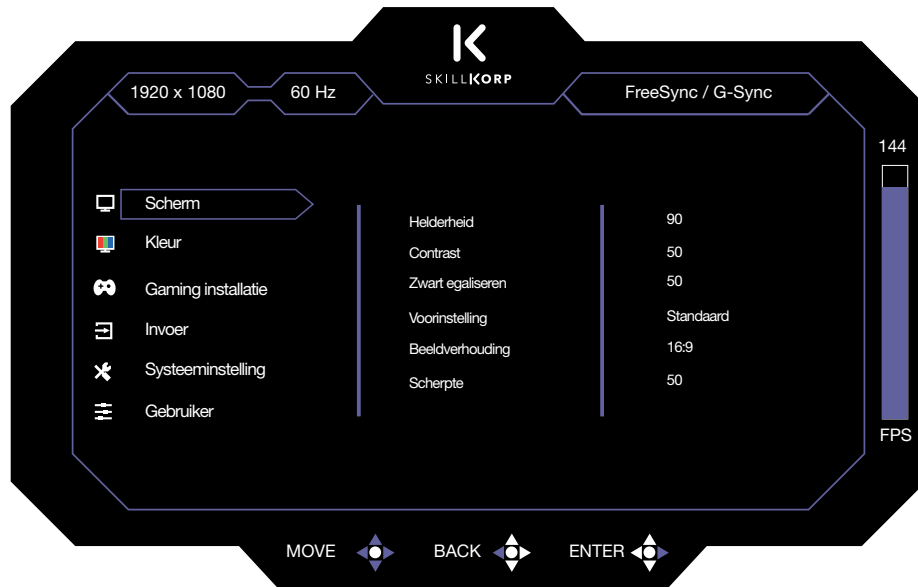 SKILLKORP
1920 x 1080
60 Hz
FreeSync / G-Sync
144
Scherm
Kleur
Gaming installatie
Invoer
Systeeminstelling
Gebruiker
Helderheid 90
Contrast 50
Zwart egaliseren 50
Voorinstelling Standaard
Beeldverhouding 16:9
Scherpte 50
FPS
MOVE BACK ENTER